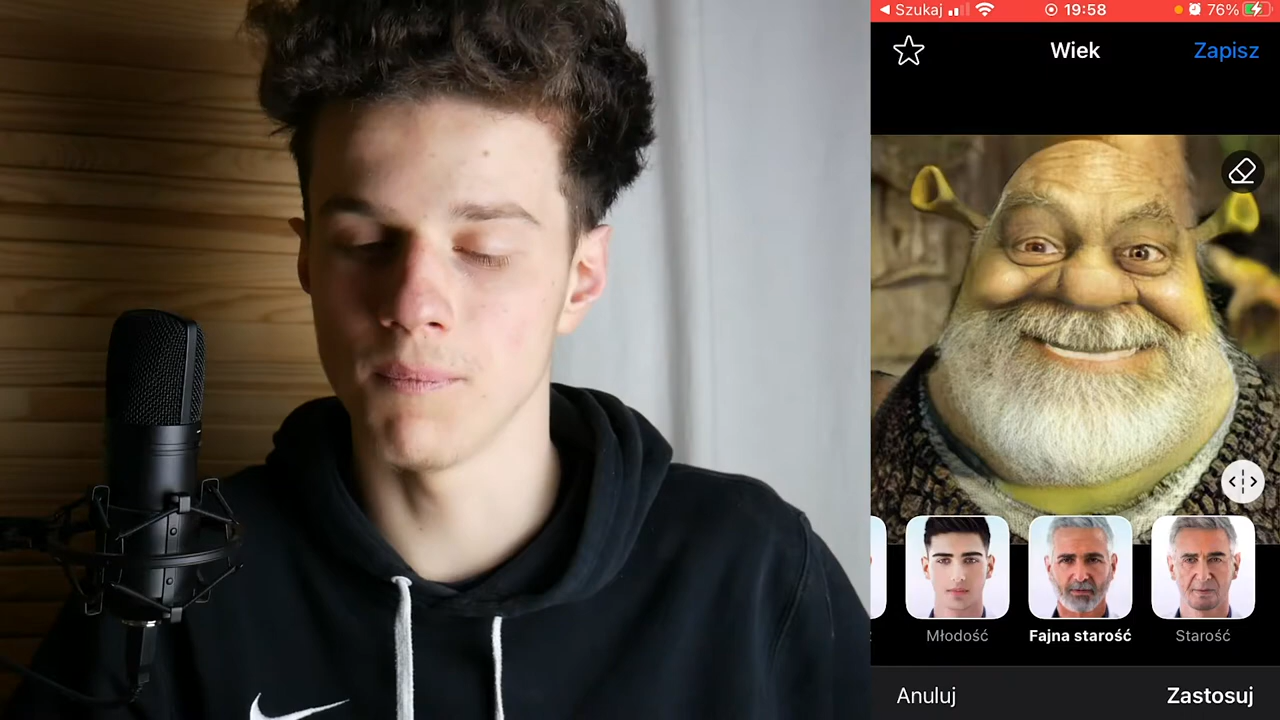 Szukaj
19:58
76%
Wiek
Zapisz
Młodość
Fajna starość
Starość
Anuluj
Zastosuj